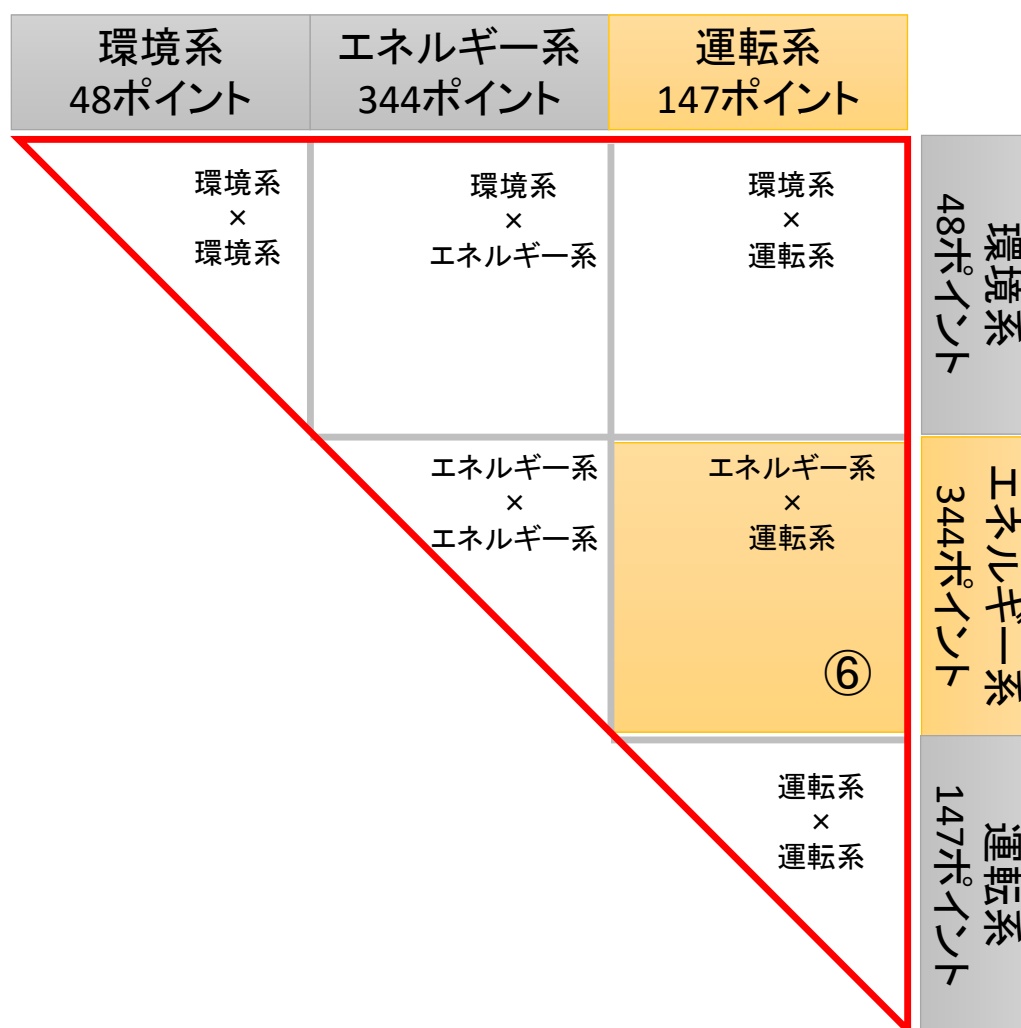 環境系
48ポイント
エネルギー系
344ポイント
運転系
147ポイント
環境系
×
環境系
環境系
×
エネルギー系
環境系
×
運転系
環境系
48ポイント
エネルギー系
×
エネルギー系
エネルギー系
×
運転系
⑥
エネルギー系
344ポイント
運転系
×
運転系
運転系
147ポイント